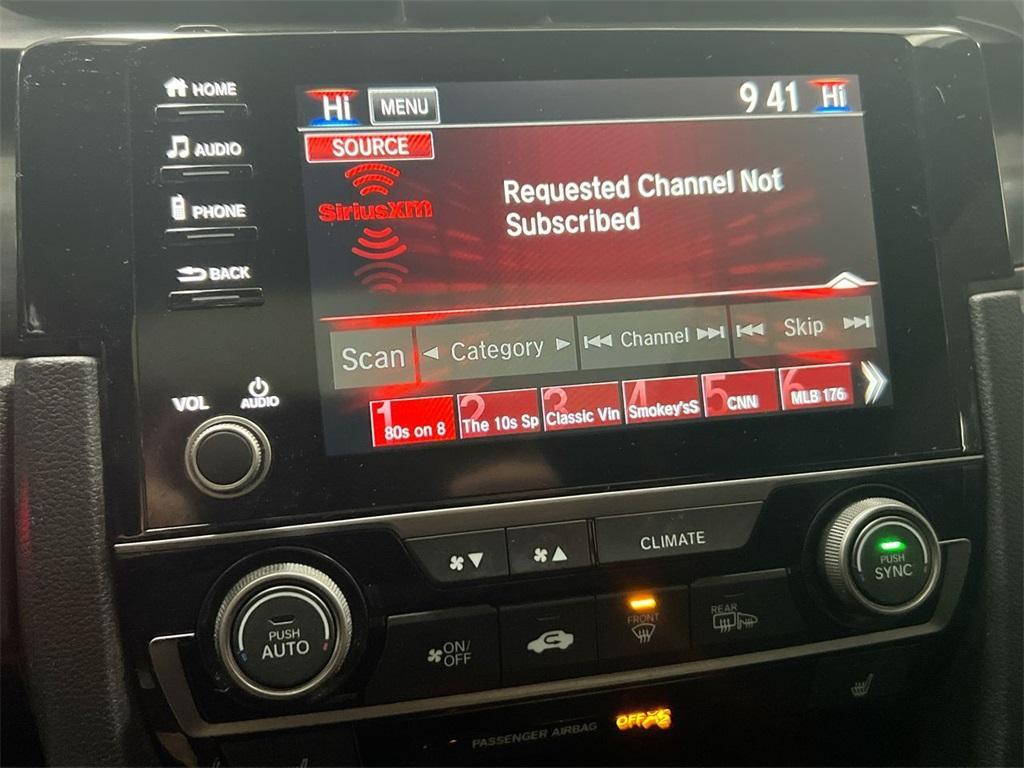 HOME
AUDIO
PHONE
BACK
VOL
AUDIO
Hi
MENU
9 41
Hi
SOURCE
SiriusXM
Requested Channel Not
Subscribed
Scan
Category
Channel
Skip
1
80s on 8
2
The 10s Sp
3
Classic Vin
4
Smokey'sS
5
CNN
6
MLB 176
CLIMATE
PUSH
AUTO
ON/
OFF
FRONT
REAR
PUSH
SYNC
PASSENGER AIRBAG
OFF